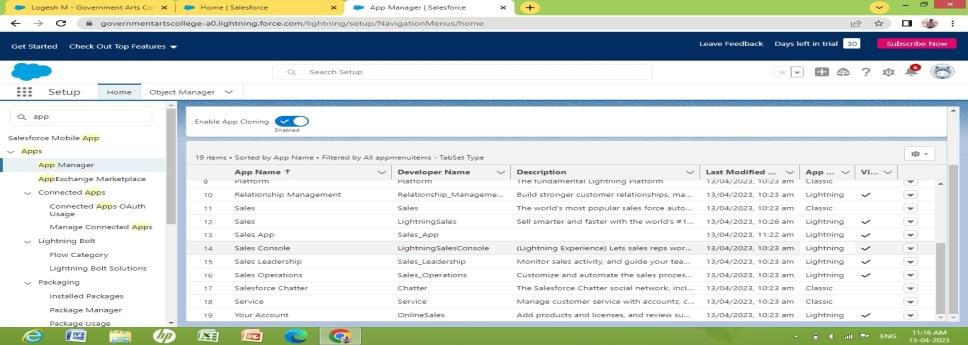 Logesh M - Government Arts Co
Home | Salesforce
App Manager | Salesforce
governmentartscollege-a0.lightning.force.com/lightning/setup/NavigationMenus/home
Get Started Check Out Top Features
Leave Feedback Days left in trial 30 Subscribe Now
Search Setup
Setup Home Object Manager
app
Salesforce Mobile App
Apps
App Manager
AppExchange Marketplace
Connected Apps
Connected Apps OAuth
Usage
Manage Connected Apps
Lightning Bolt
Flow Category
Lightning Bolt Solutions
Packaging
Installed Packages
Package Manager
Package Usage
Enable App Cloning
Enabled
19 items • Sorted by App Name • Filtered by All appmenuitems - TabSet Type
App Name ↑ Developer Name Description Last Modified ... App ... Vi...
9 Platform Platform The fundamental Lightning Platform 13/04/2023, 10:23 am Classic
10 Relationship Management Relationship_Manageme... Build stronger customer relationships, ma... 13/04/2023, 10:23 am Lightning
11 Sales Sales The world's most popular sales force auto... 13/04/2023, 10:23 am Classic
12 Sales LightningSales Sell smarter and faster with the world's #1... 13/04/2023, 10:26 am Lightning
13 Sales App Sales_App 13/04/2023, 11:22 am Lightning
14 Sales Console LightningSalesConsole (Lightning Experience) Lets sales reps wor... 13/04/2023, 10:23 am Lightning
15 Sales Leadership Sales_Leadership Monitor sales activity, and guide your tea... 13/04/2023, 10:23 am Lightning
16 Sales Operations Sales_Operations Customize and automate the sales proces... 13/04/2023, 10:23 am Lightning
17 Salesforce Chatter Chatter The Salesforce Chatter social network, incl... 13/04/2023, 10:23 am Classic
18 Service Service Manage customer service with accounts, c... 13/04/2023, 10:23 am Classic
19 Your Account OnlineSales Add products and licenses, and review su... 13/04/2023, 10:23 am Lightning
ENG
11:16 AM
13-04-2023